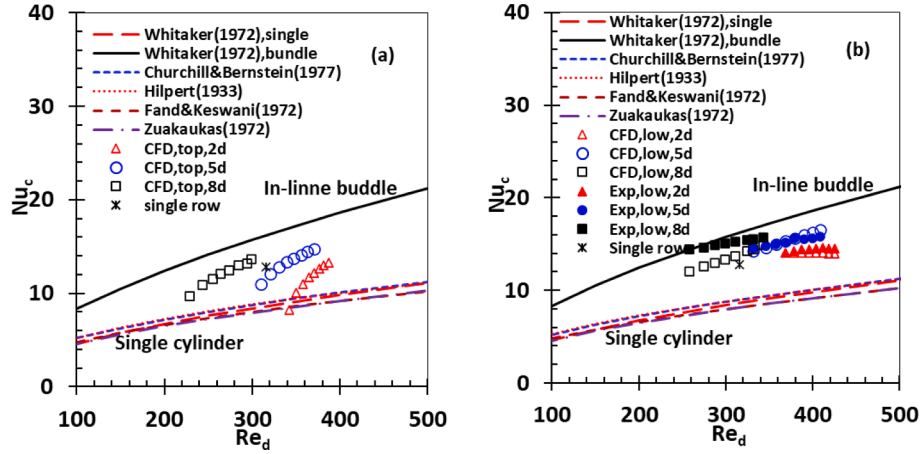 40
30
20
10
0
Nu_c
Whitaker(1972),single
Whitaker(1972),bundle
Churchill&Bernstein(1977)
Hilpert(1933)
Fand&Keswani(1972)
Zuakaukas(1972)
CFD,top,2d
CFD,top,5d
CFD,top,8d
single row
(a)
In-linne buddle
Single cylinder
100 200 300 400 500
Re_d
40
30
20
10
0
Nu_c
Whitaker(1972),single
Whitaker(1972),bundle
Churchill&Bernstein(1977)
Hilpert(1933)
Fand&Keswani(1972)
Zuakaukas(1972)
CFD,low,2d
CFD,low,5d
CFD,low,8d
Exp,low,2d
Exp,low,5d
Exp,low,8d
Single row
(b)
In-line buddle
Single cylinder
100 200 300 400 500
Re_d